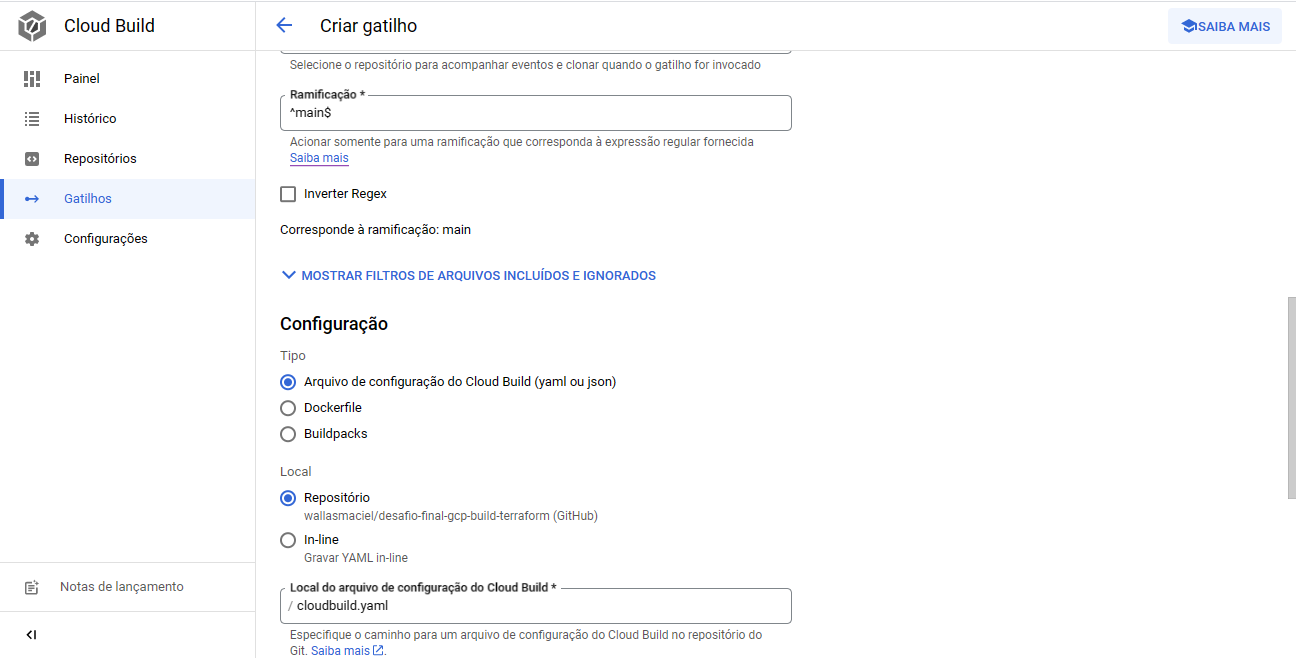 Cloud Build
Criar gatilho
SAIBA MAIS
Painel
Histórico
Repositórios
Gatilhos
Configurações
Notas de lançamento
Selecione o repositório para acompanhar eventos e clonar quando o gatilho for invocado
Ramificação *
^main$
Acionar somente para uma ramificação que corresponda à expressão regular fornecida
Saiba mais
Inverter Regex
Corresponde à ramificação: main
MOSTRAR FILTROS DE ARQUIVOS INCLUÍDOS E IGNORADOS
Configuração
Tipo
Arquivo de configuração do Cloud Build (yaml ou json)
Dockerfile
Buildpacks
Local
Repositório
wallasmaciel/desafio-final-gcp-build-terraform (GitHub)
In-line
Gravar YAML in-line
Local do arquivo de configuração do Cloud Build *
/ cloudbuild.yaml
Especifique o caminho para um arquivo de configuração do Cloud Build no repositório do
Git. Saiba mais.